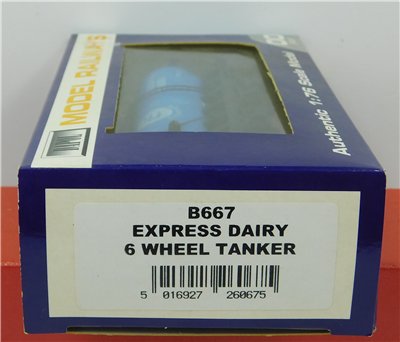 MODEL RAILWAYS
Authentic 1:76 Scale Model
B667
EXPRESS DAIRY
6 WHEEL TANKER
5 016927 260675